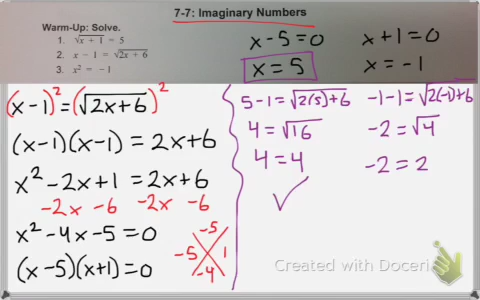 7-7: Imaginary Numbers
Warm-Up: Solve.
1. √(x + 1) = 5
2. x − 1 = √(2x + 6)
3. x² = −1
(x-1)² = (√(2x+6))²
(x-1)(x-1) = 2x+6
x² - 2x + 1 = 2x + 6
-2x -6 -2x -6
x² - 4x - 5 = 0
(x-5)(x+1) = 0
-5
-5 1
-4
x - 5 = 0
x = 5
5-1 = √(2(5)+6)
4 = √16
4 = 4
✓
x + 1 = 0
x = -1
-1-1 = √(2(-1)+6)
-2 = √4
-2 = 2
Created with Doceri